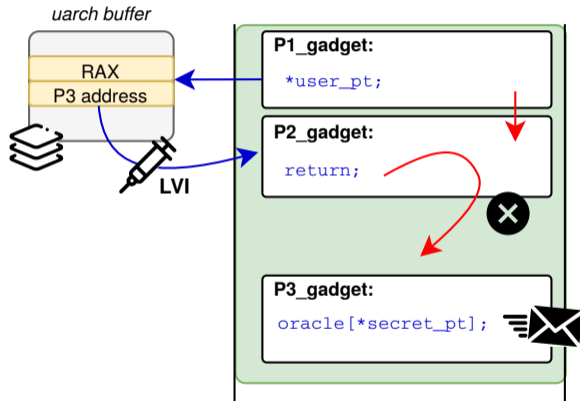 uarch buffer
RAX
P3 address
LVI
P1_gadget:
*user_pt;
P2_gadget:
return;
P3_gadget:
oracle[*secret_pt];